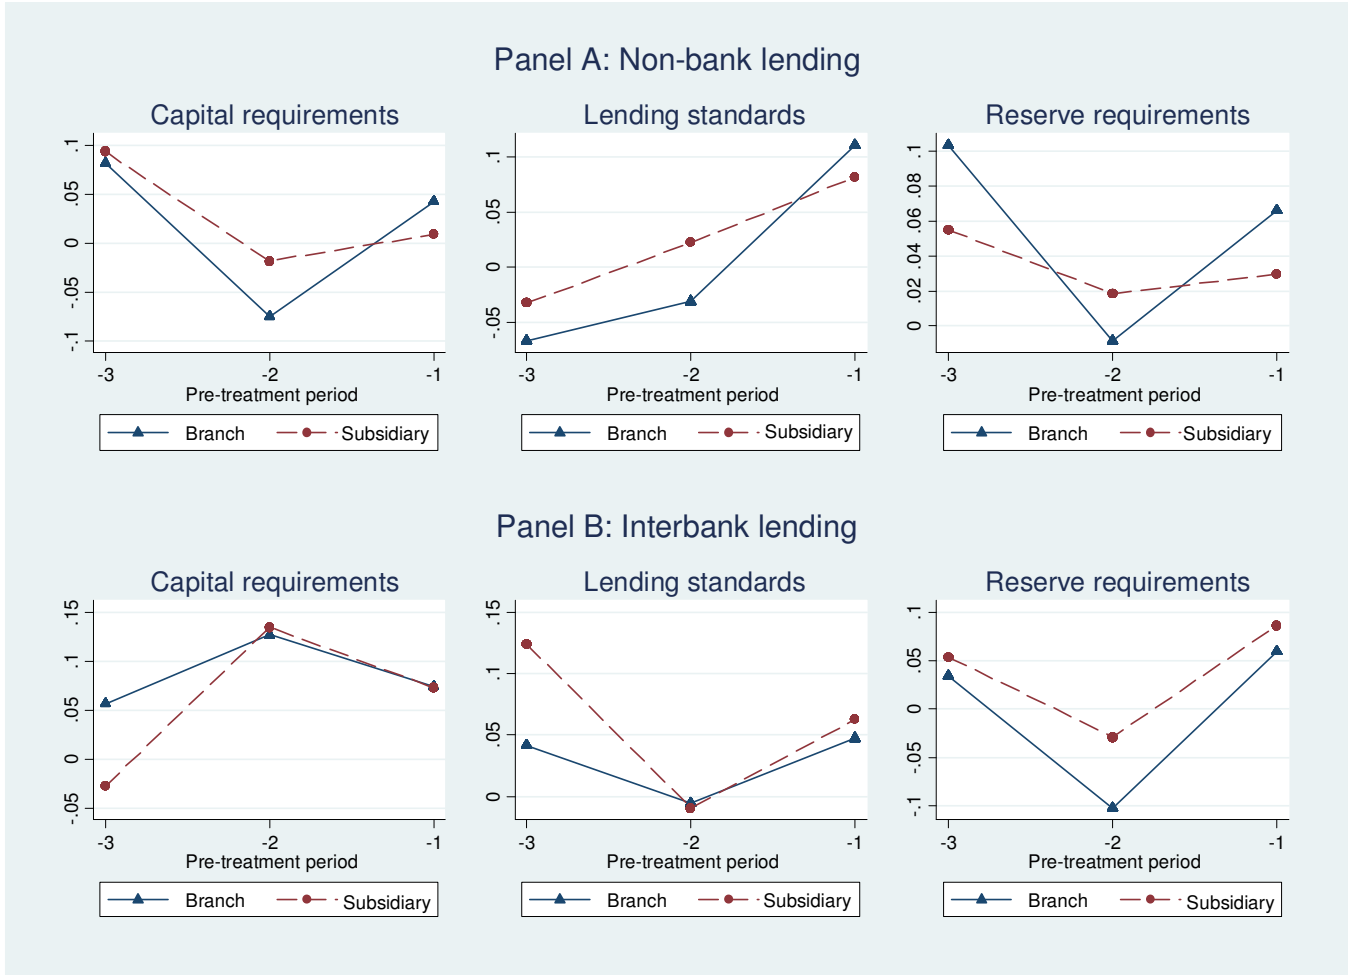 Panel A: Non-bank lending
Capital requirements
.1
.05
0
-.05
-.1
-3
-2
-1
Pre-treatment period
Branch
Subsidiary
Lending standards
.1
.05
0
-.05
-3
-2
-1
Pre-treatment period
Branch
Subsidiary
Reserve requirements
.1
.08
.06
.04
.02
0
-3
-2
-1
Pre-treatment period
Branch
Subsidiary
Panel B: Interbank lending
Capital requirements
.15
.1
.05
0
-.05
-3
-2
-1
Pre-treatment period
Branch
Subsidiary
Lending standards
.15
.1
.05
0
-3
-2
-1
Pre-treatment period
Branch
Subsidiary
Reserve requirements
.1
.05
0
-.05
-.1
-3
-2
-1
Pre-treatment period
Branch
Subsidiary